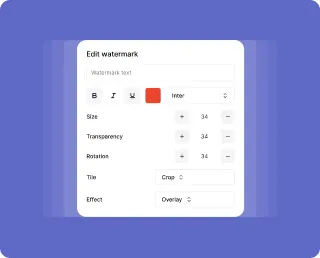 Edit watermark
Watermark text
B I U Inter
Size + 34 −
Transparency + 34 −
Rotation + 34 −
Tile Crop
Effect Overlay